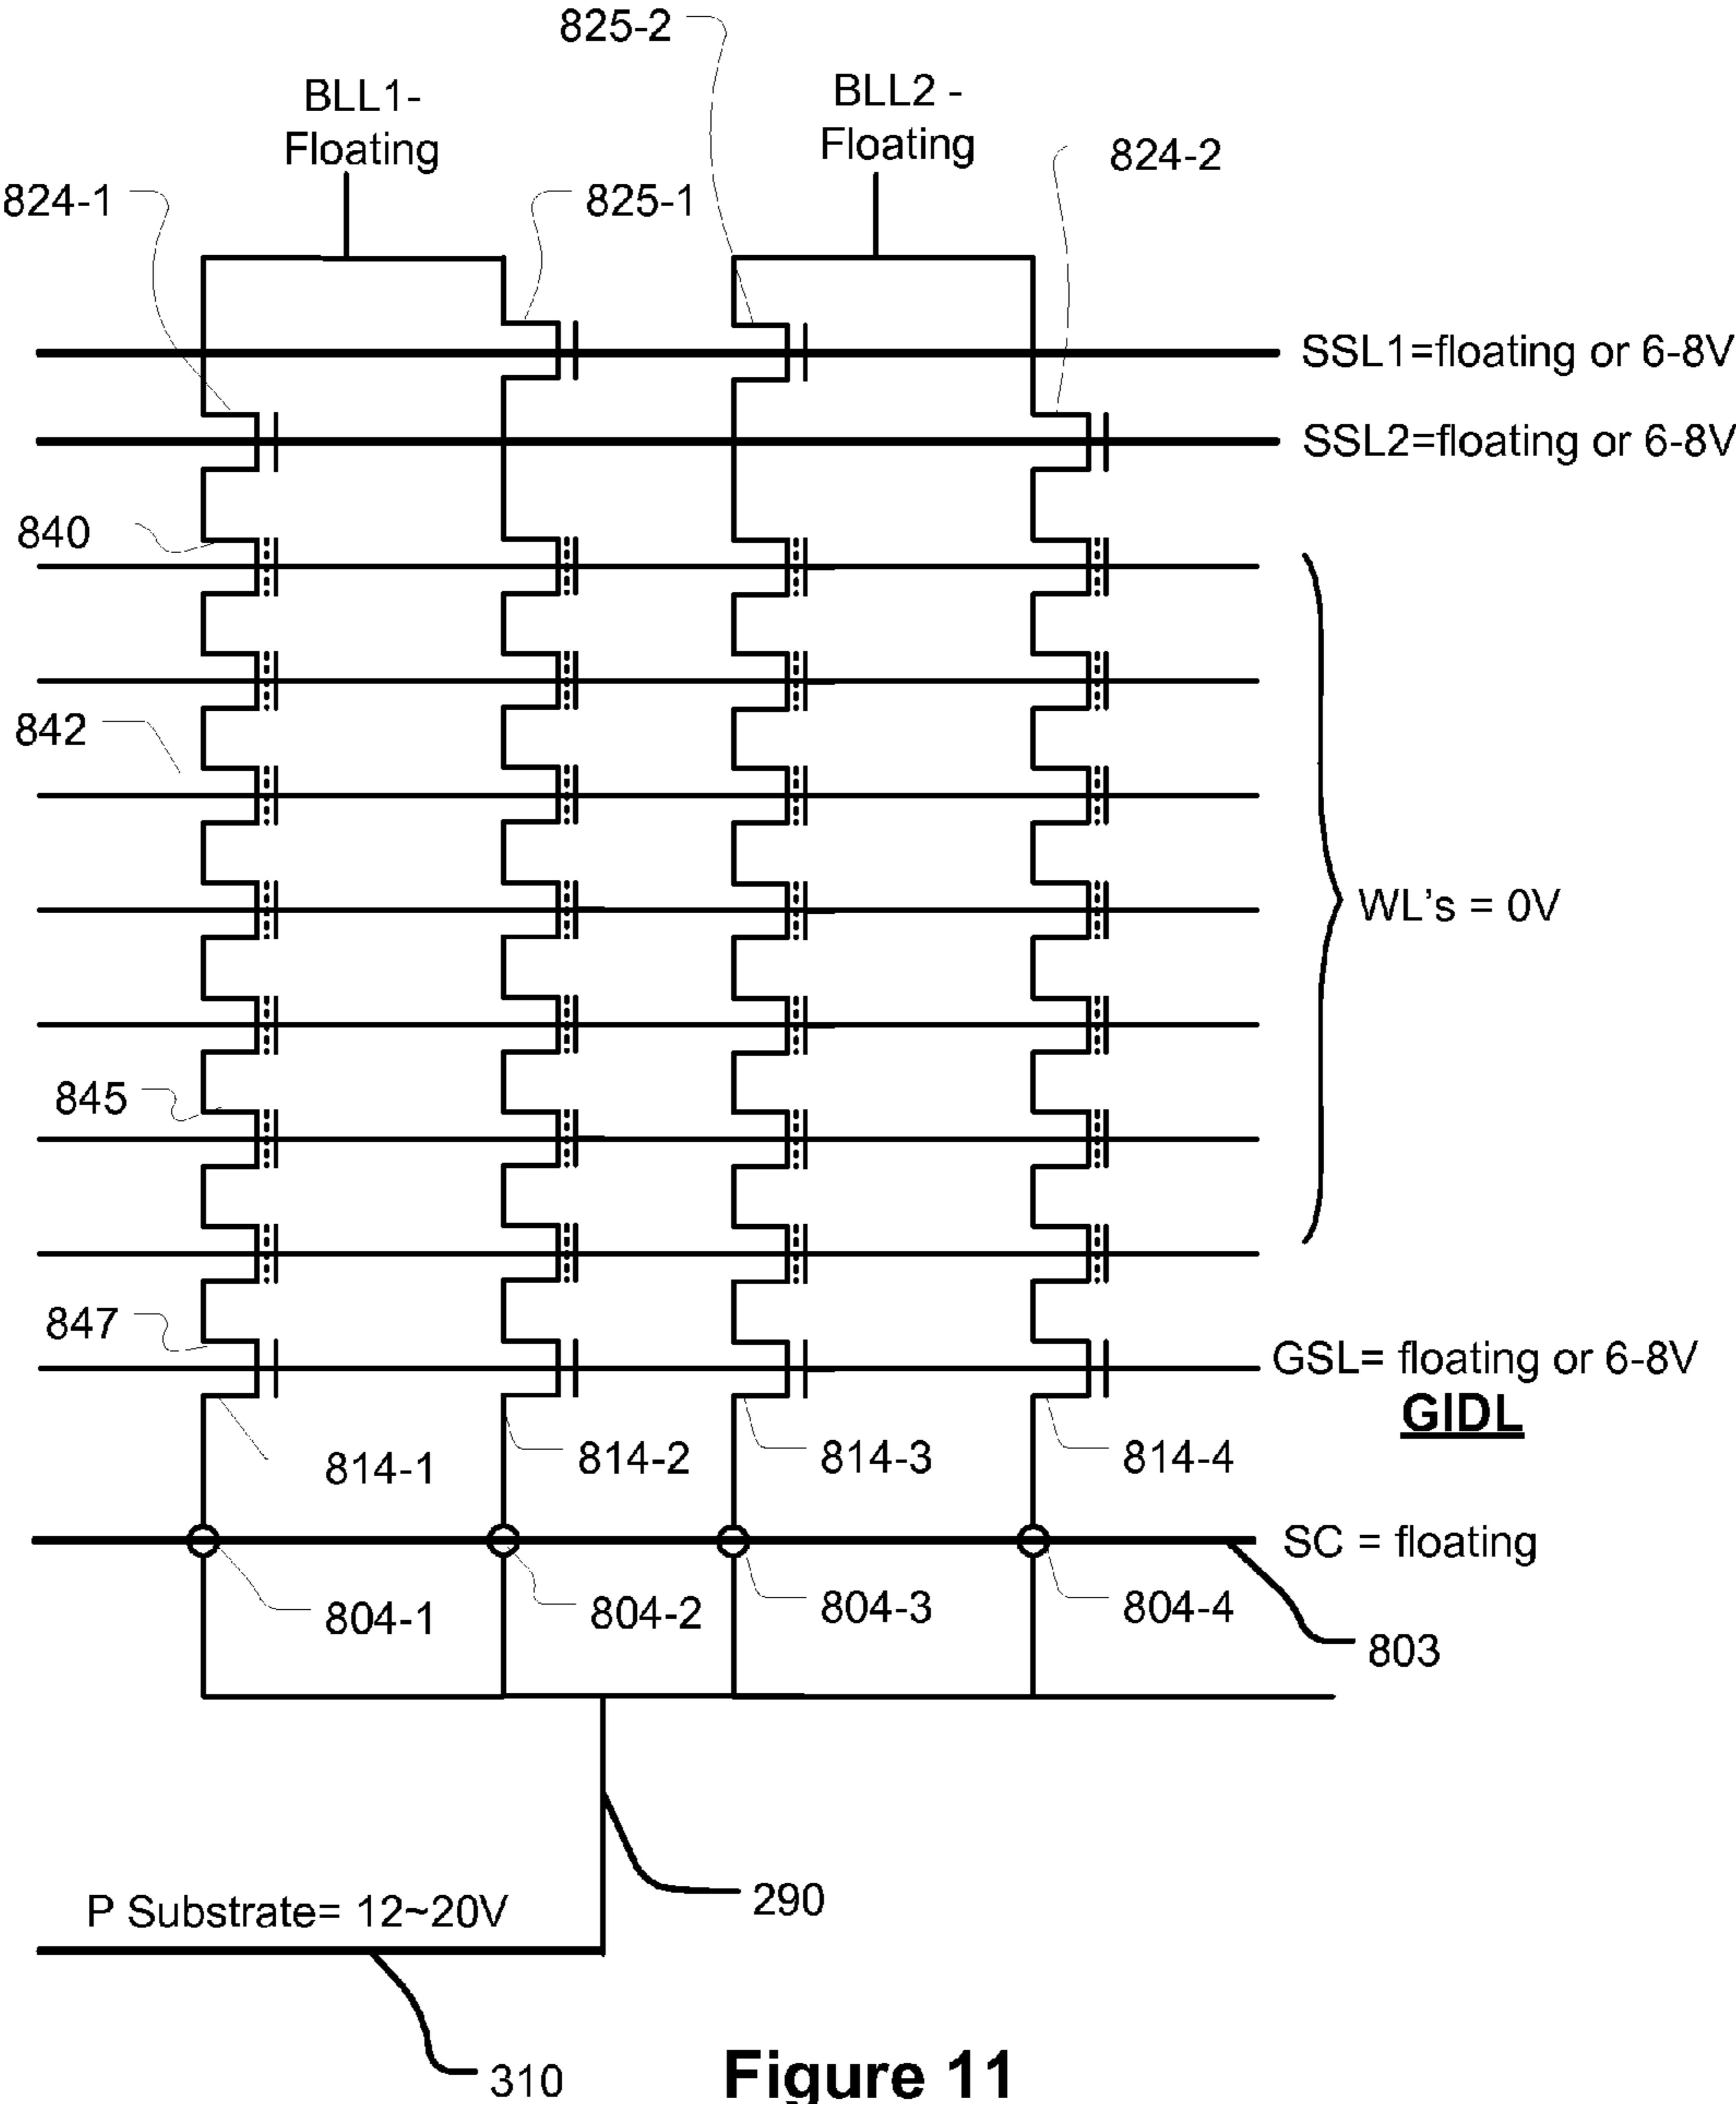 825-2
BLL1-
Floating
BLL2 -
Floating
824-2
824-1
825-1
SSL1=floating or 6-8V
SSL2=floating or 6-8V
840
842
WL's = 0V
845
847
GSL= floating or 6-8V
GIDL
814-1
814-2
814-3
814-4
SC = floating
804-1
804-2
804-3
804-4
803
P Substrate= 12~20V
290
310
Figure 11